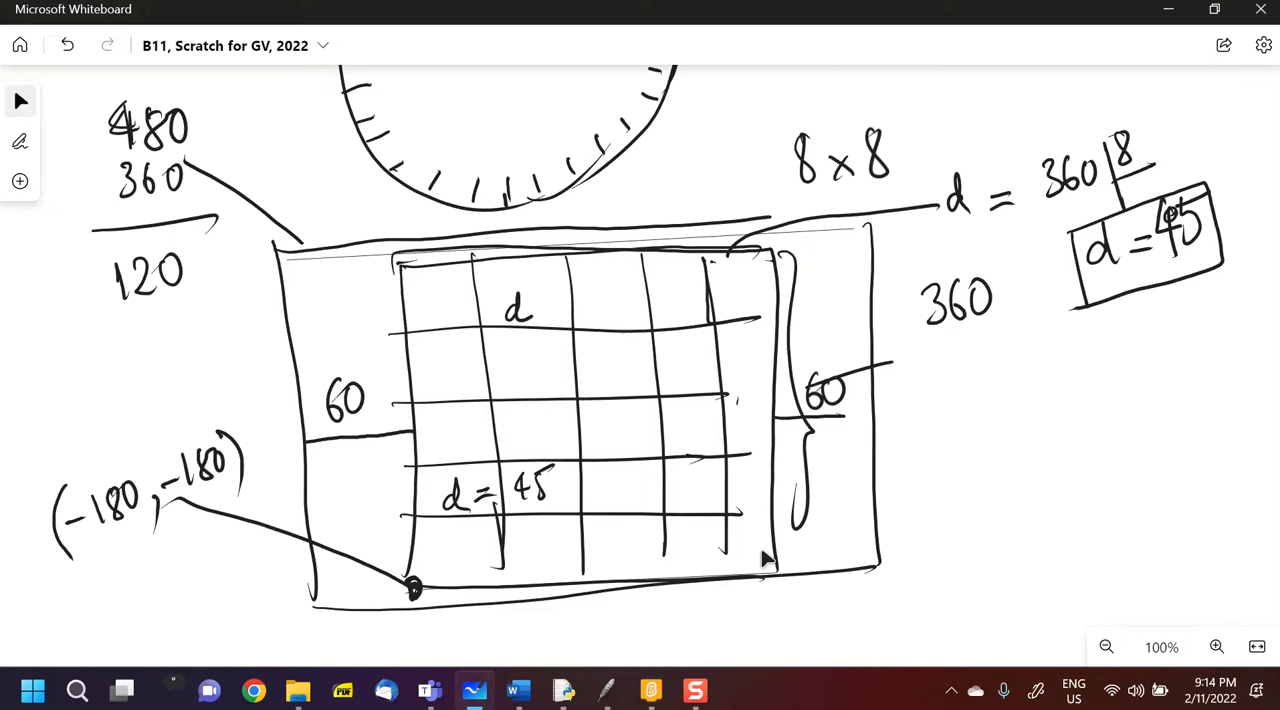 Microsoft Whiteboard
B11, Scratch for GV, 2022
480
360
120
8 x 8
d = 360 8
d = 45
360
d
60
60
(-180, -180)
d = 45
100%
PDF
ENG
US
9:14 PM
2/11/2022